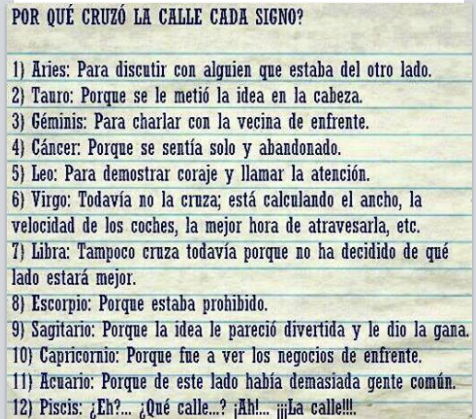 POR QUÉ CRUZÓ LA CALLE CADA SIGNO?
1) Aries: Para discutir con alguien que estaba del otro lado.
2) Tauro: Porque se le metió la idea en la cabeza.
3) Géminis: Para charlar con la vecina de enfrente.
4) Cáncer: Porque se sentía solo y abandonado.
5) Leo: Para demostrar coraje y llamar la atención.
6) Virgo: Todavía no la cruza; está calculando el ancho, la
velocidad de los coches, la mejor hora de atravesarla, etc.
7) Libra: Tampoco cruza todavía porque no ha decidido de qué
lado estará mejor.
8) Escorpio: Porque estaba prohibido.
9) Sagitario: Porque la idea le pareció divertida y le dio la gana.
10) Capricornio: Porque fue a ver los negocios de enfrente.
11) Acuario: Porque de este lado había demasiada gente común.
12) Piscis: ¿Eh?... ¿Qué calle...? ¡Ah!... ¡¡¡La calle!!!.